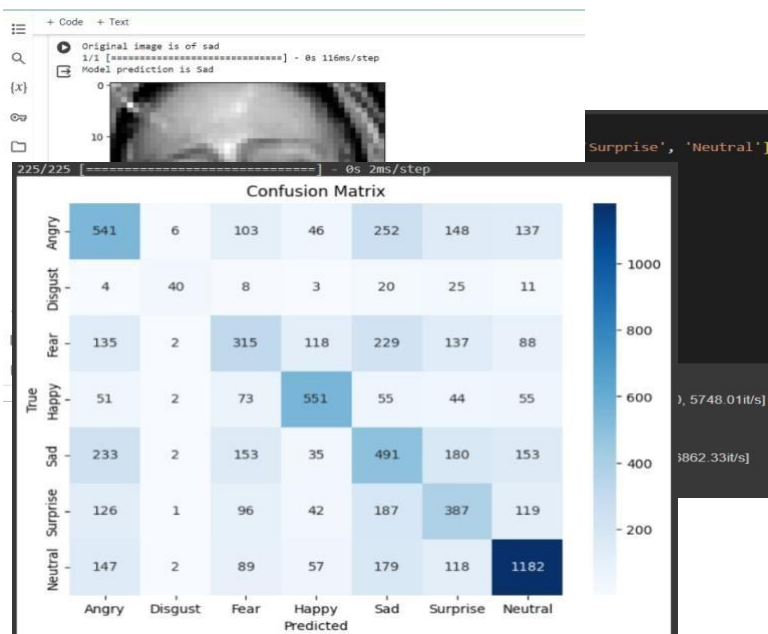 + Code + Text
Original image is of sad
1/1 [==============================] - 0s 116ms/step
Model prediction is Sad
{x}
0
10
Surprise', 'Neutral']
225/225 [==============================] - 0s 2ms/step
Confusion Matrix
Angry 541 6 103 46 252 148 137
Disgust 4 40 8 3 20 25 11
Fear 135 2 315 118 229 137 88
Happy 51 2 73 551 55 44 55
Sad 233 2 153 35 491 180 153
Surprise 126 1 96 42 187 387 119
Neutral 147 2 89 57 179 118 1182
True
Angry Disgust Fear Happy Sad Surprise Neutral
Predicted
1000
800
600
400
200
, 5748.01it/s]
6862.33it/s]